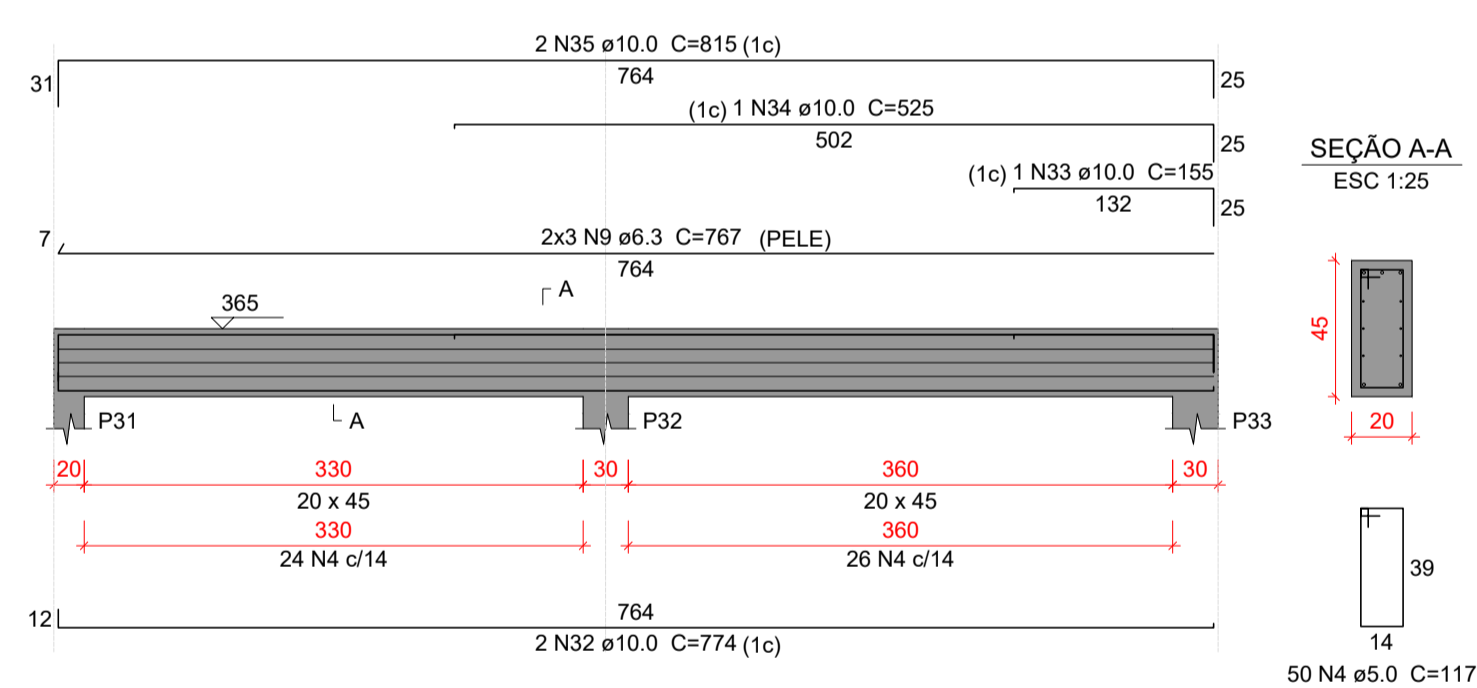 2 N35 ø10.0 C=815 (1c)
31
764
25
(1c) 1 N34 ø10.0 C=525
502
25
(1c) 1 N33 ø10.0 C=155
132
25
7
2x3 N9 ø6.3 C=767 (PELE)
764
A
365
P31
A
P32
P33
20
330
30
360
30
20 x 45
20 x 45
330
360
24 N4 c/14
26 N4 c/14
12
764
2 N32 ø10.0 C=774 (1c)
SEÇÃO A-A
ESC 1:25
45
20
39
14
50 N4 ø5.0 C=117